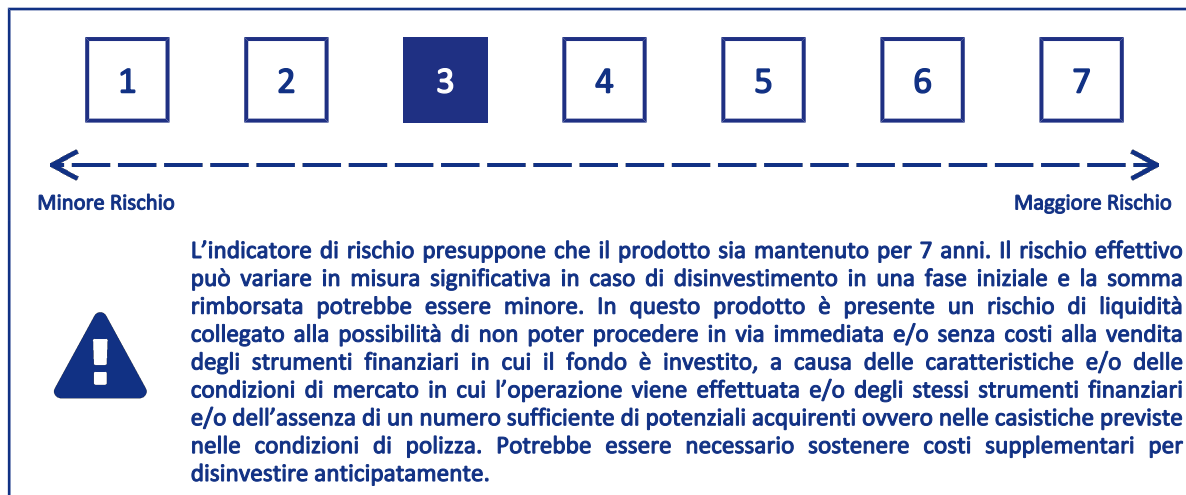 1 2 3 4 5 6 7
Minore Rischio Maggiore Rischio
L’indicatore di rischio presuppone che il prodotto sia mantenuto per 7 anni. Il rischio effettivo
può variare in misura significativa in caso di disinvestimento in una fase iniziale e la somma
rimborsata potrebbe essere minore. In questo prodotto è presente un rischio di liquidità
collegato alla possibilità di non poter procedere in via immediata e/o senza costi alla vendita
degli strumenti finanziari in cui il fondo è investito, a causa delle caratteristiche e/o delle
condizioni di mercato in cui l’operazione viene effettuata e/o degli stessi strumenti finanziari
e/o dell’assenza di un numero sufficiente di potenziali acquirenti ovvero nelle casistiche previste
nelle condizioni di polizza. Potrebbe essere necessario sostenere costi supplementari per
disinvestire anticipatamente.